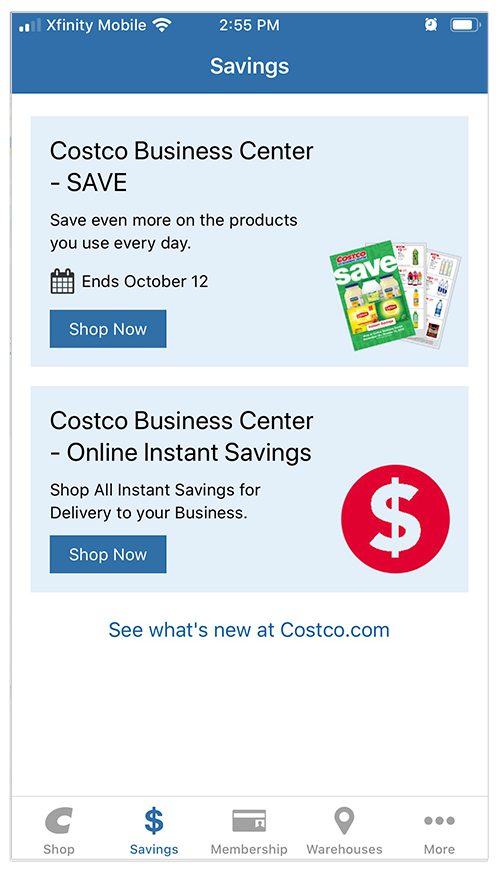 Xfinity Mobile 2:55 PM
Savings
Costco Business Center
- SAVE
Save even more on the products
you use every day.
Ends October 12
Shop Now
COSTCO
save
Instant Savings
Costco Business Center
- Online Instant Savings
Shop All Instant Savings for
Delivery to your Business.
$
Shop Now
See what's new at Costco.com
$
Shop Savings Membership Warehouses More